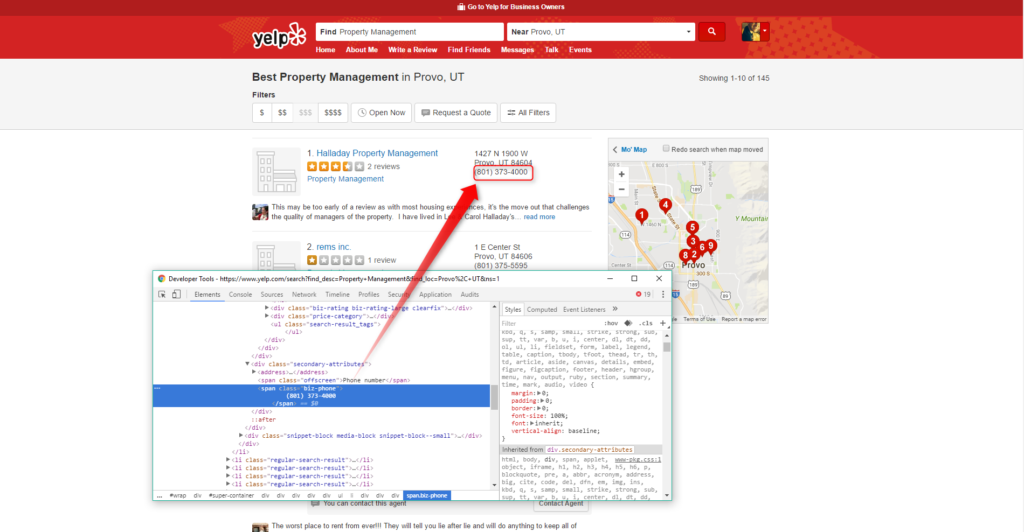 Go to Yelp for Business Owners
yelp
Find Property Management
Near Provo, UT
Home About Me Write a Review Find Friends Messages Talk Events
Best Property Management in Provo, UT
Showing 1-10 of 145
Filters
$ $$ $$$ $$$$ Open Now Request a Quote All Filters
1. Halladay Property Management
2 reviews
Property Management
1427 N 1900 W
Provo, UT 84604
(801) 373-4000
This may be too early of a review as with most housing experiences, it's the move out that challenges
the quality of managers of the property. I have lived in Carol Halladay's... read more
2. rems inc.
1 review
1 E Center St
Provo, UT 84606
(801) 375-5595
Mo' Map
Redo search when map moved
+
−
189
114
114
189
Y Mountain
1
4
5
3
8 2 6 9
Provo
300 S
Center St
Terms of Use Report a map error
Developer Tools - https://www.yelp.com/search?find_desc=Property+Management&find_loc=Provo%2C+UT&ns=1
Elements Console Sources Network Timeline Profiles Security Application Audits
19
<div class="biz-rating biz-rating-large clearfix">…</div>
<div class="price-category">…</div>
<ul class="search-result_tags">
</ul>
</div>
</div>
</div>
<div class="secondary-attributes">
<address>…</address>
<span class="offscreen">Phone number</span>
<span class="biz-phone">
(801) 373-4000
</span> == $0
</div>
::after
</div>
<div class="snippet-block media-block snippet-block--small">…</div>
</div>
</li>
<li class="regular-search-result">…</li>
<li class="regular-search-result">…</li>
<li class="regular-search-result">…</li>
… #wrap div #super-container div div div div ul li div div div span.biz-phone
Styles Computed Event Listeners »
Filter :hov .cls +
kbd, q, s, samp, small, strike, strong, sub,
sup, tt, var, b, u, i, center, dl, dt, dd,
ol, ul, li, fieldset, form, label, legend,
table, caption, tbody, tfoot, thead, tr, th,
td, article, aside, canvas, details, embed,
figure, figcaption, footer, header, hgroup,
menu, nav, output, ruby, section, summary,
time, mark, audio, video {
margin: 0;
padding: 0;
border: 0;
font-size: 100%;
font: inherit;
vertical-align: baseline;
}
Inherited from div.secondary-attributes
html, body, div, span, applet, www-pkg.css:1
object, iframe, h1, h2, h3, h4, h5, h6, p,
blockquote, pre, a, abbr, acronym, address,
big, cite, code, del, dfn, em, img, ins,
kbd, q, s, samp, small, strike, strong, sub,
sup, tt, var, b, u, i, center, dl, dt, dd,
You can contact this agent
Contact Agent
The worst place to rent from ever!!! They will tell you lie after lie and will do anything to keep all of